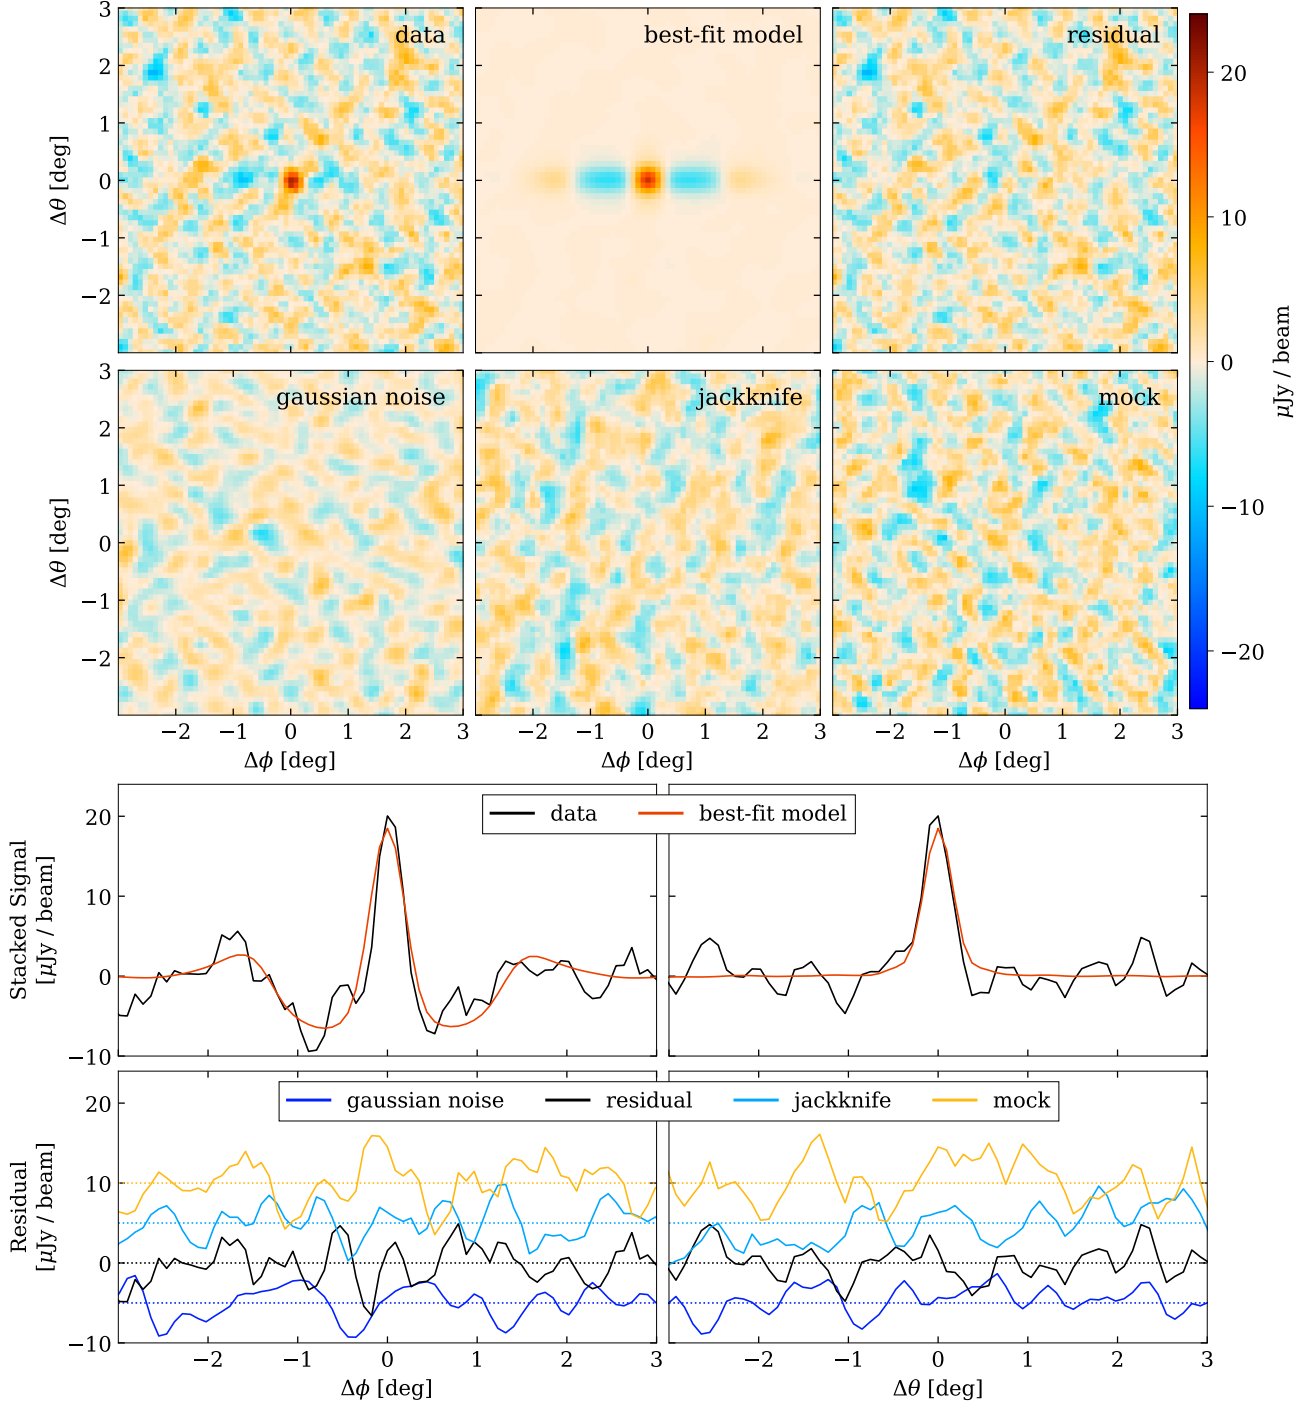 data best-fit model residual
3
2
1
0
−1
−2
Δθ [deg]
20
10
0
−10
−20
μJy / beam
gaussian noise jackknife mock
3
2
1
0
−1
−2
Δθ [deg]
−2 −1 0 1 2 3 −2 −1 0 1 2 3 −2 −1 0 1 2 3
Δϕ [deg] Δϕ [deg] Δϕ [deg]
data best-fit model
20
10
0
−10
Stacked Signal
[μJy / beam]
gaussian noise residual jackknife mock
20
10
0
−10
Residual
[μJy / beam]
−2 −1 0 1 2 3 −2 −1 0 1 2 3
Δϕ [deg] Δθ [deg]